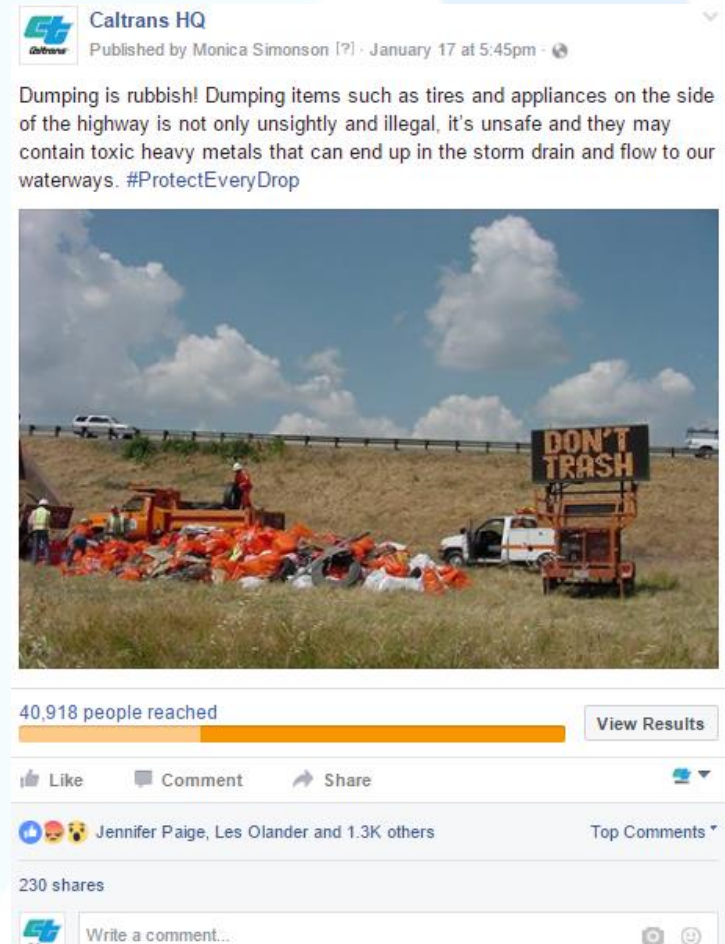 Caltrans HQ
Published by Monica Simonson [?] · January 17 at 5:45pm ·
Dumping is rubbish! Dumping items such as tires and appliances on the side
of the highway is not only unsightly and illegal, it's unsafe and they may
contain toxic heavy metals that can end up in the storm drain and flow to our
waterways. #ProtectEveryDrop
DON'T
TRASH
40,918 people reached
View Results
Like Comment Share
Jennifer Paige, Les Olander and 1.3K others Top Comments
230 shares
Write a comment...